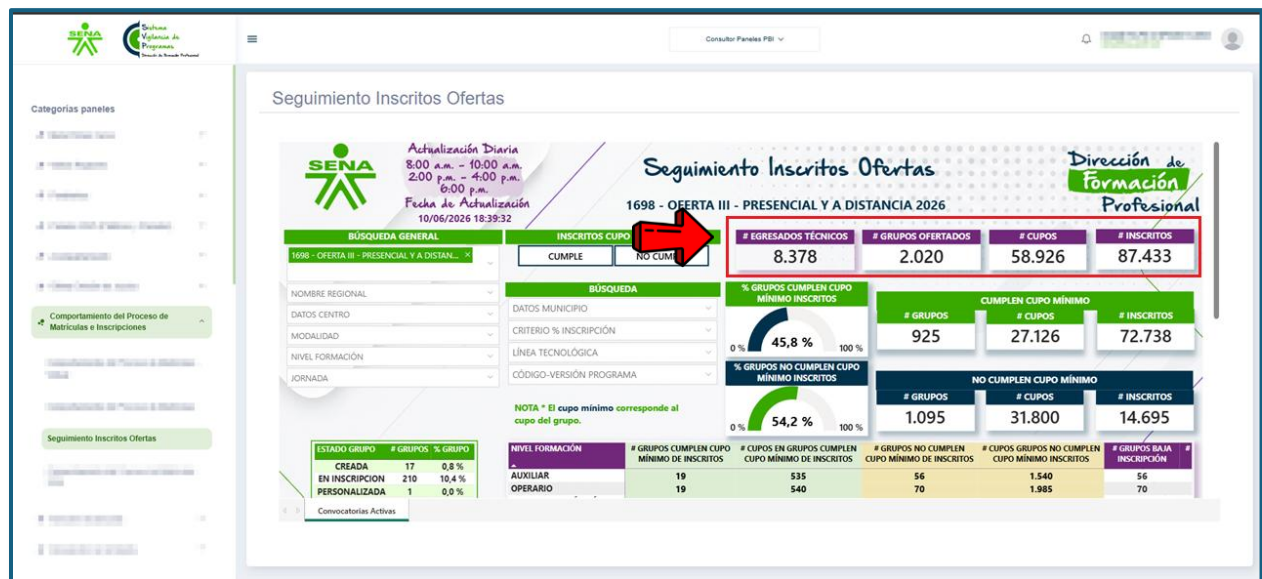 SENA
Sistema
Vigilancia de
Programas
Dirección de Formación Profesional
Consultor Paneles PBI
Categorías paneles
Comportamiento del Proceso de
Matriculas e Inscripciones
Seguimiento Inscritos Ofertas
Seguimiento Inscritos Ofertas
SENA
Actualización Diaria
8:00 a.m. - 10:00 a.m.
2:00 p.m. - 4:00 p.m.
6:00 p.m.
Fecha de Actualización
10/06/2026 18:39:32
Seguimiento Inscritos Ofertas
1698 - OFERTA III - PRESENCIAL Y A DISTANCIA 2026
Dirección de
Formación
Profesional
BÚSQUEDA GENERAL
1698 - OFERTA III - PRESENCIAL Y A DISTAN... ×
NOMBRE REGIONAL
DATOS CENTRO
MODALIDAD
NIVEL FORMACIÓN
JORNADA
INSCRITOS CUPO
CUMPLE
NO CUM
BÚSQUEDA
DATOS MUNICIPIO
CRITERIO % INSCRIPCIÓN
LÍNEA TECNOLÓGICA
CÓDIGO-VERSIÓN PROGRAMA
NOTA * El cupo mínimo corresponde al
cupo del grupo.
# EGRESADOS TÉCNICOS # GRUPOS OFERTADOS # CUPOS # INSCRITOS
8.378 2.020 58.926 87.433
% GRUPOS CUMPLEN CUPO
MÍNIMO INSCRITOS
45,8 %
0 % 100 %
CUMPLEN CUPO MÍNIMO
# GRUPOS # CUPOS # INSCRITOS
925 27.126 72.738
% GRUPOS NO CUMPLEN CUPO
MÍNIMO INSCRITOS
54,2 %
0 % 100 %
NO CUMPLEN CUPO MÍNIMO
# GRUPOS # CUPOS # INSCRITOS
1.095 31.800 14.695
ESTADO GRUPO # GRUPOS % GRUPO
CREADA 17 0,8 %
EN INSCRIPCION 210 10,4 %
PERSONALIZADA 1 0,0 %
NIVEL FORMACIÓN
# GRUPOS CUMPLEN CUPO
MÍNIMO DE INSCRITOS
# CUPOS EN GRUPOS CUMPLEN
CUPO MÍNIMO DE INSCRITOS
# GRUPOS NO CUMPLEN
CUPO MÍNIMO DE INSCRITOS
# CUPOS GRUPOS NO CUMPLEN
CUPO MÍNIMO INSCRITOS
# GRUPOS BAJA
INSCRIPCIÓN
#
AUXILIAR 19 535 56 1.540 56
OPERARIO 19 540 70 1.985 70
Convocatorias Activas